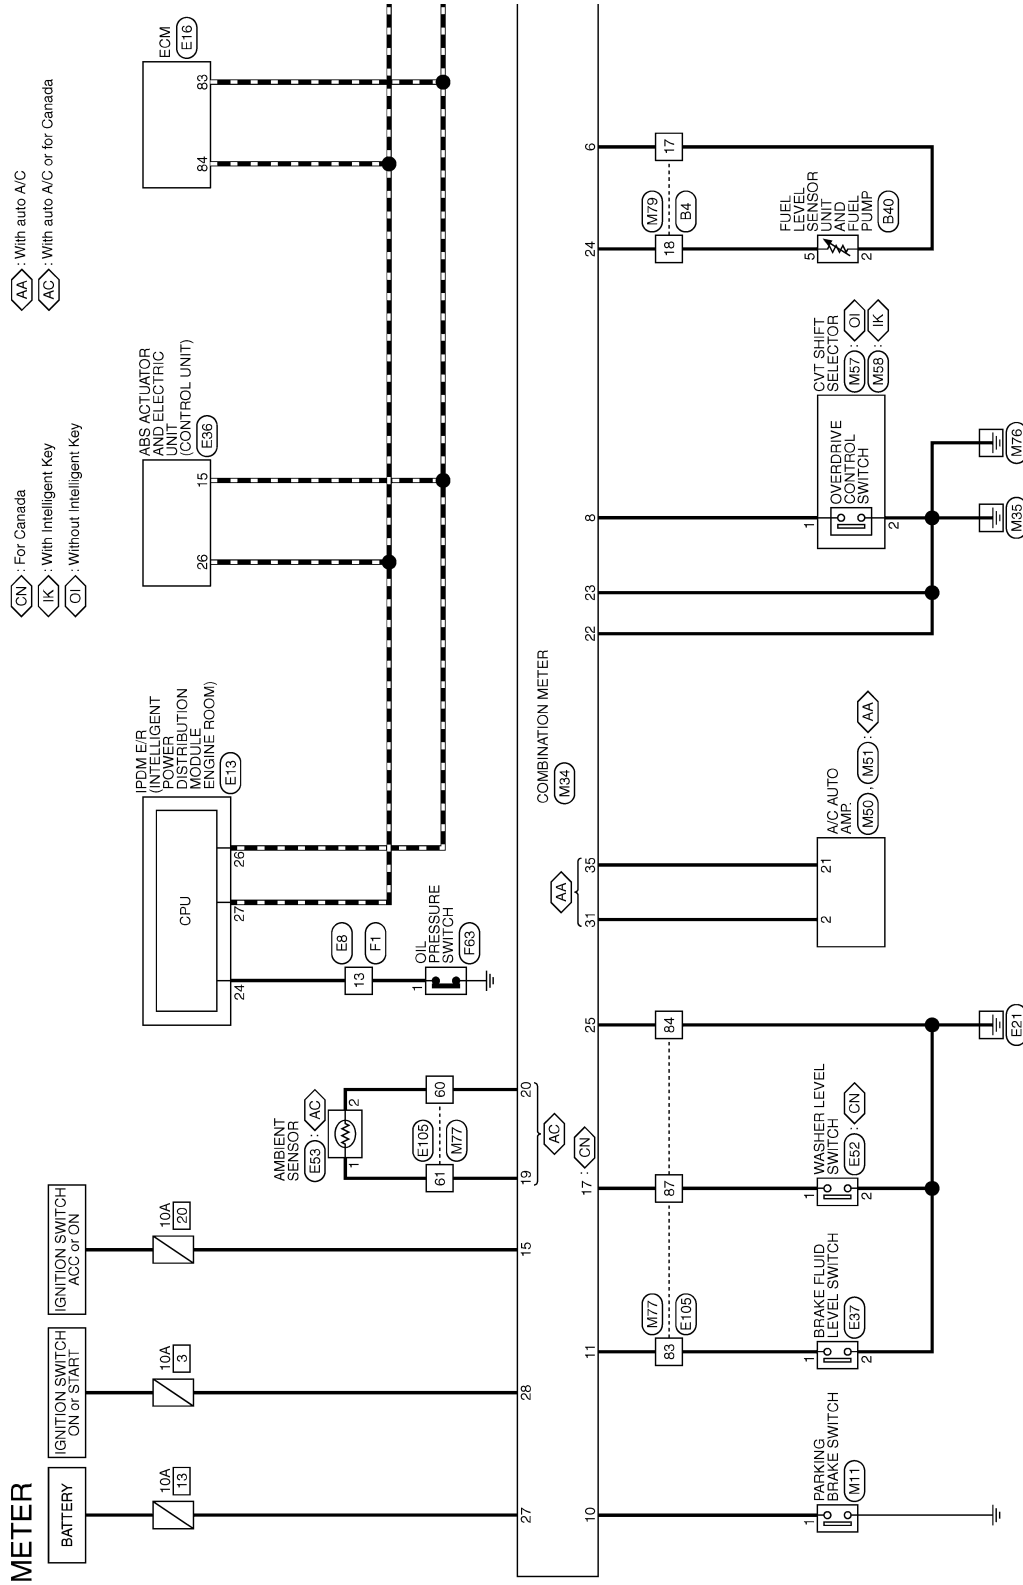 METER
BATTERY
10A
13
27
IGNITION SWITCH
ON or START
10A
3
28
IGNITION SWITCH
ACC or ON
10A
20
15
AMBIENT
SENSOR
E53 : AC
1
2
E105
M77
61
60
19
20
AC
IPDM E/R
(INTELLIGENT
POWER
DISTRIBUTION
MODULE
ENGINE ROOM)
E13
CPU
24
27
26
13
E8
F1
1
OIL
PRESSURE
SWITCH
F63
CN : For Canada
IK : With Intelligent Key
OI : Without Intelligent Key
AA : With auto A/C
AC : With auto A/C or for Canada
ABS ACTUATOR
AND ELECTRIC
UNIT
(CONTROL UNIT)
E36
26
15
ECM
E16
84
83
COMBINATION METER
M34
10
1
PARKING
BRAKE SWITCH
M11
11
M77
E105
83
1
2
BRAKE FLUID
LEVEL SWITCH
E37
17 : CN
87
1
2
WASHER LEVEL
SWITCH
E52 : CN
25
84
E21
AA
31
35
2
21
A/C AUTO
AMP.
M50 , M51 : AA
22
23
8
1
2
OVERDRIVE
CONTROL
SWITCH
CVT SHIFT
SELECTOR
M57 : OI
M58 : IK
M35
M76
24
6
18
17
M79
B4
5
2
FUEL
LEVEL
SENSOR
UNIT
AND
FUEL
PUMP
B40